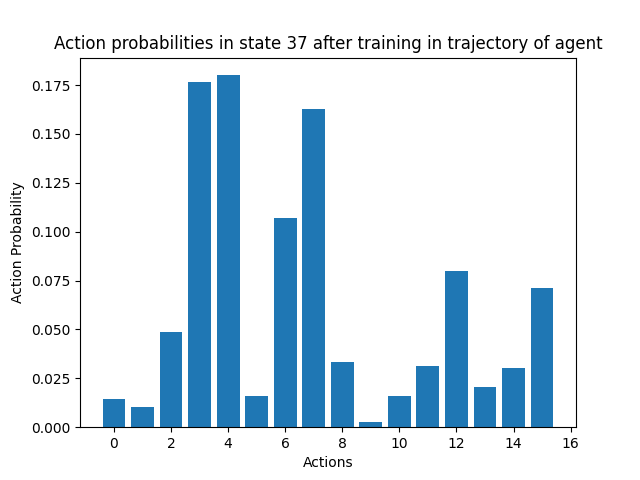 Action probabilities in state 37 after training in trajectory of agent
Action Probability
0.175
0.150
0.125
0.100
0.075
0.050
0.025
0.000
0 2 4 6 8 10 12 14 16
Actions